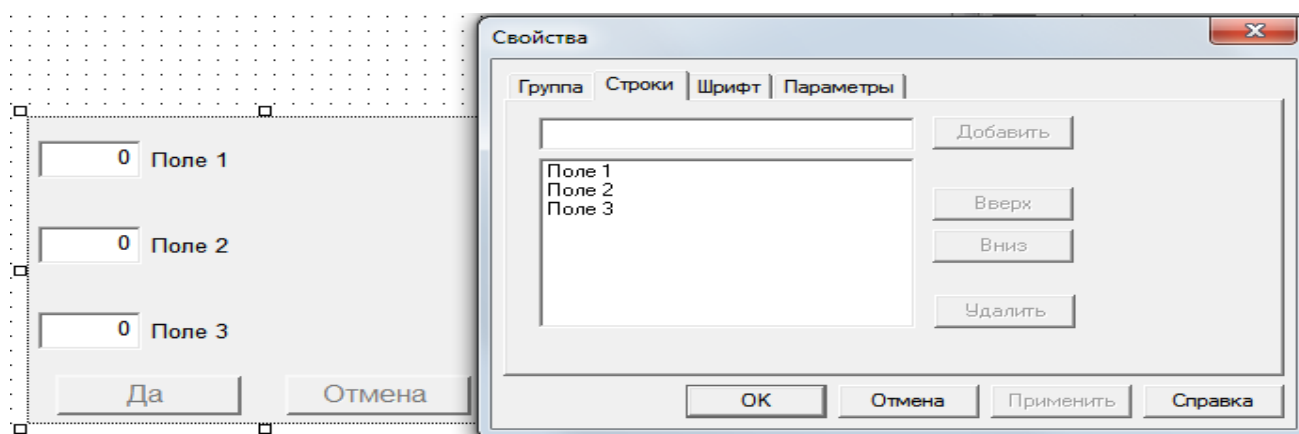 0 Поле 1
0 Поле 2
0 Поле 3
Да Отмена
Свойства
Группа Строки Шрифт Параметры
Добавить
Поле 1
Поле 2
Поле 3
Вверх
Вниз
Удалить
OK Отмена Применить Справка